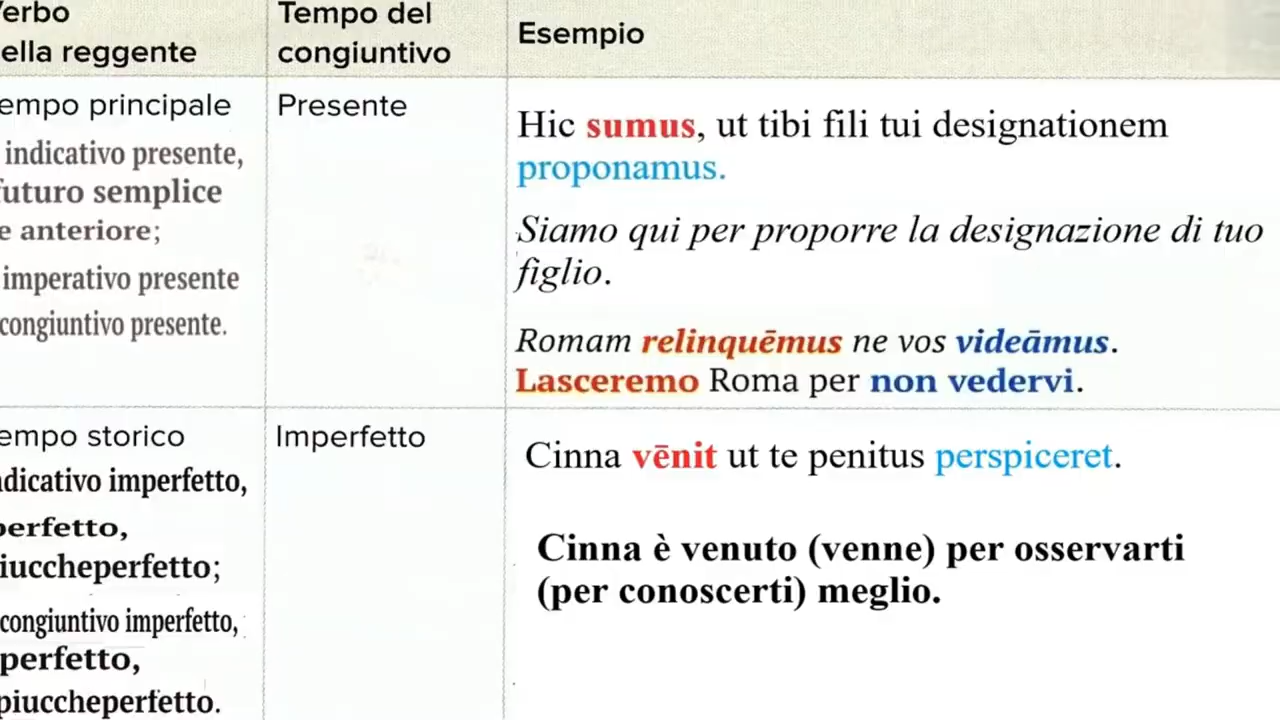 erbo
ella reggente
Tempo del
congiuntivo
Esempio
empo principale
indicativo presente,
futuro semplice
e anteriore;
imperativo presente
congiuntivo presente.
Presente
Hic sumus, ut tibi fili tui designationem
proponamus.
Siamo qui per proporre la designazione di tuo
figlio.
Romam relinquēmus ne vos videāmus.
Lasceremo Roma per non vedervi.
empo storico
ndicativo imperfetto,
perfetto,
iuccheperfetto;
congiuntivo imperfetto,
perfetto,
piuccheperfetto.
Imperfetto
Cinna vēnit ut te penitus perspiceret.
Cinna è venuto (venne) per osservarti
(per conoscerti) meglio.